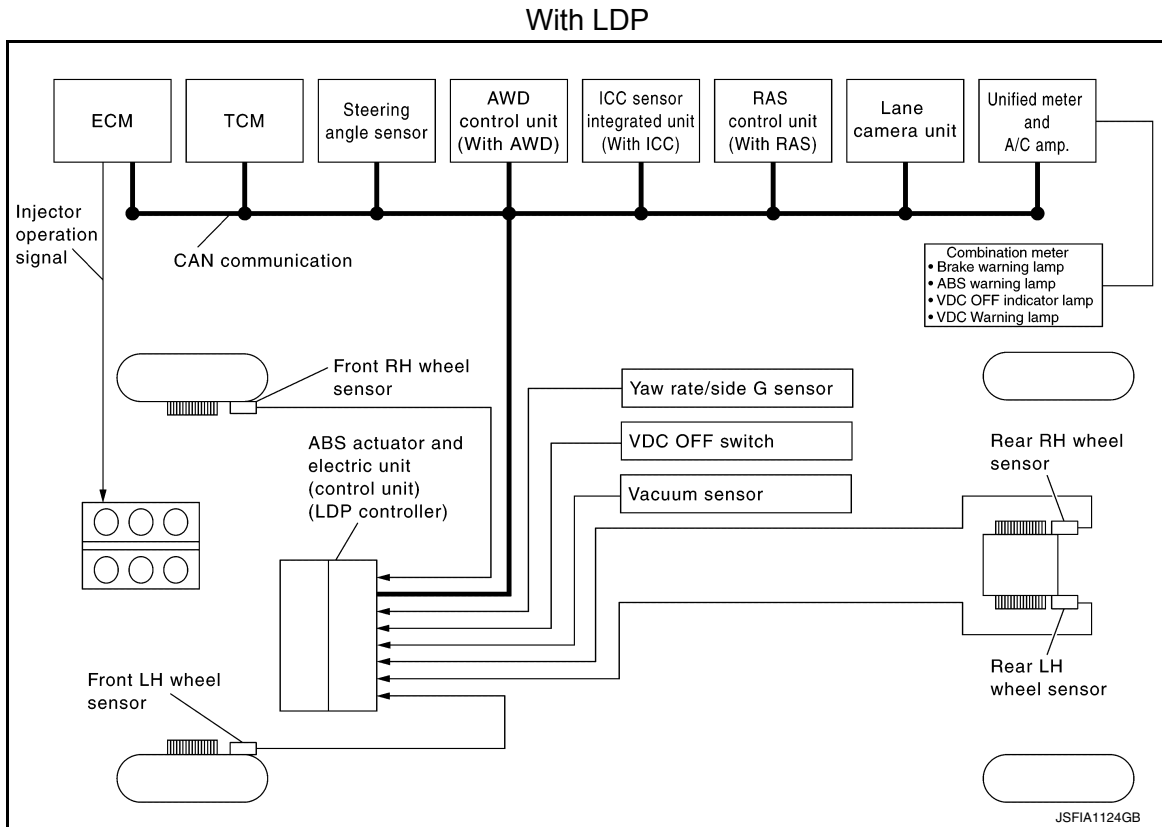 With LDP
ECM
TCM
Steering
angle sensor
AWD
control unit
(With AWD)
ICC sensor
integrated unit
(With ICC)
RAS
control unit
(With RAS)
Lane
camera unit
Unified meter
and
A/C amp.
Injector
operation
signal
CAN communication
Combination meter
• Brake warning lamp
• ABS warning lamp
• VDC OFF indicator lamp
• VDC Warning lamp
Front RH wheel
sensor
Yaw rate/side G sensor
VDC OFF switch
Vacuum sensor
ABS actuator and
electric unit
(control unit)
(LDP controller)
Rear RH wheel
sensor
Front LH wheel
sensor
Rear LH
wheel sensor
JSFIA1124GB